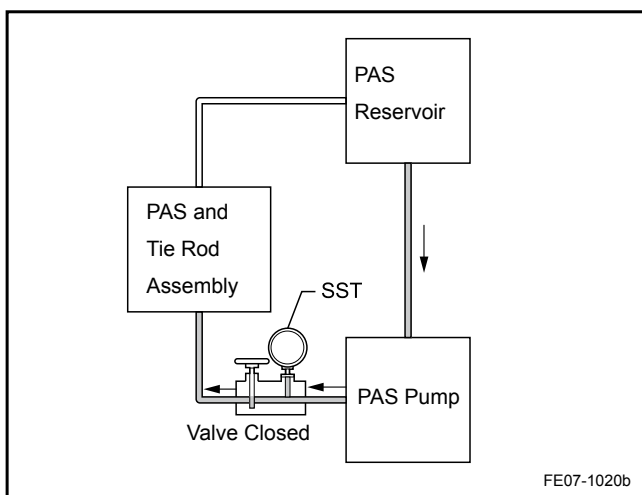 PAS
Reservoir
PAS and
Tie Rod
Assembly
SST
PAS Pump
Valve Closed
FE07-1020b